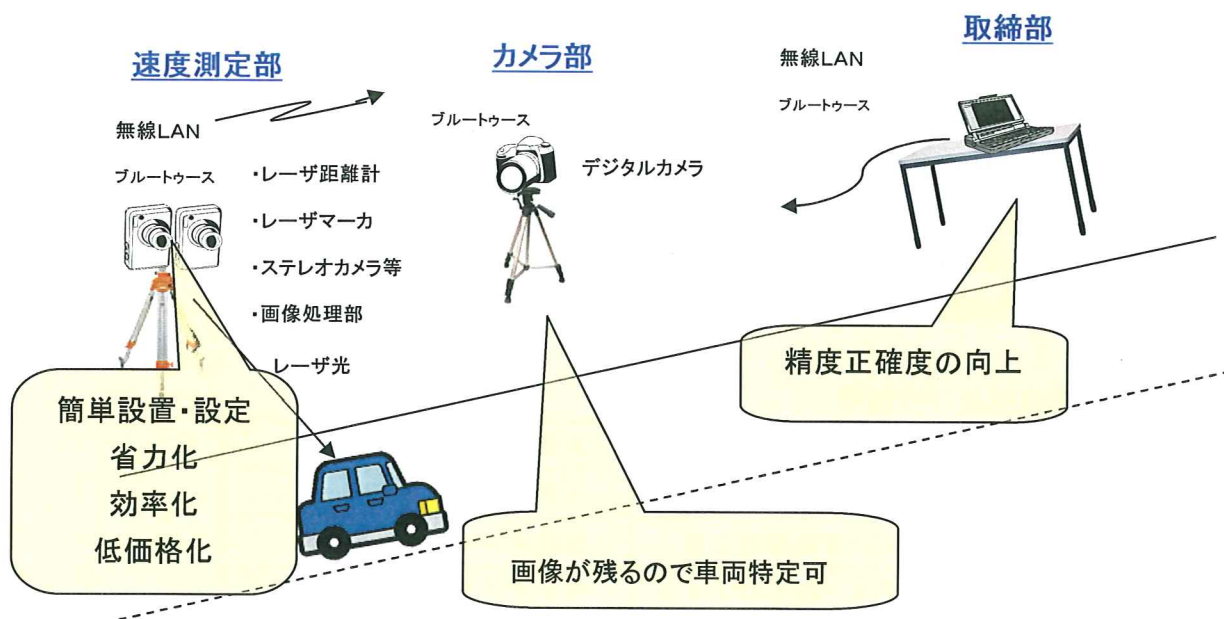 速度測定部
無線LAN
ブルートゥース
・レーザ距離計
・レーザマーカ
・ステレオカメラ等
・画像処理部
レーザ光
簡単設置・設定
省力化
効率化
低価格化
カメラ部
ブルートゥース
デジタルカメラ
画像が残るので車両特定可
取締部
無線LAN
ブルートゥース
精度正確度の向上